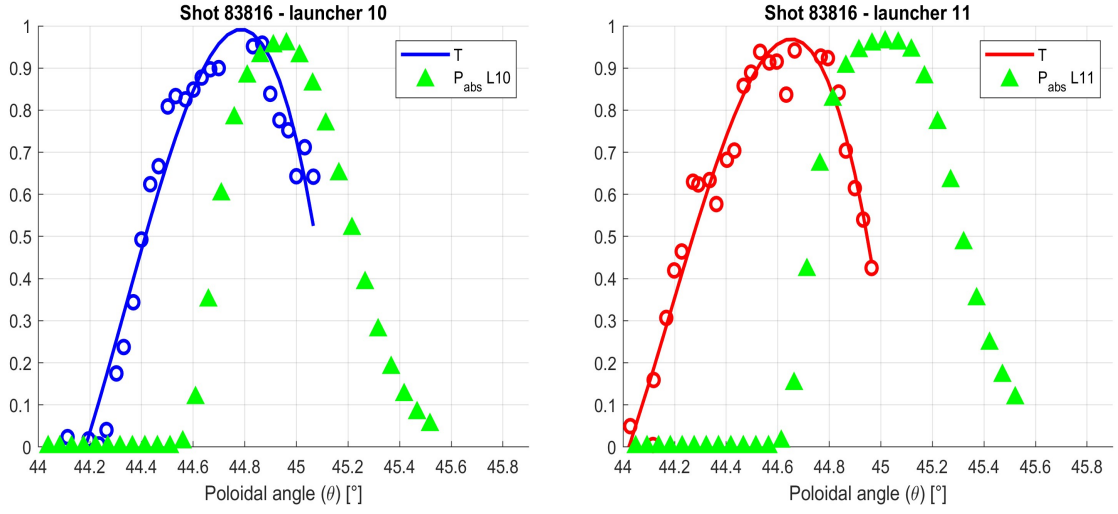 Shot 83816 - launcher 10
1
0.9
0.8
0.7
0.6
0.5
0.4
0.3
0.2
0.1
0
44 44.2 44.4 44.6 44.8 45 45.2 45.4 45.6 45.8
Poloidal angle (θ) [°]
T
P_abs L10
Shot 83816 - launcher 11
1
0.9
0.8
0.7
0.6
0.5
0.4
0.3
0.2
0.1
0
44 44.2 44.4 44.6 44.8 45 45.2 45.4 45.6 45.8
Poloidal angle (θ) [°]
T
P_abs L11